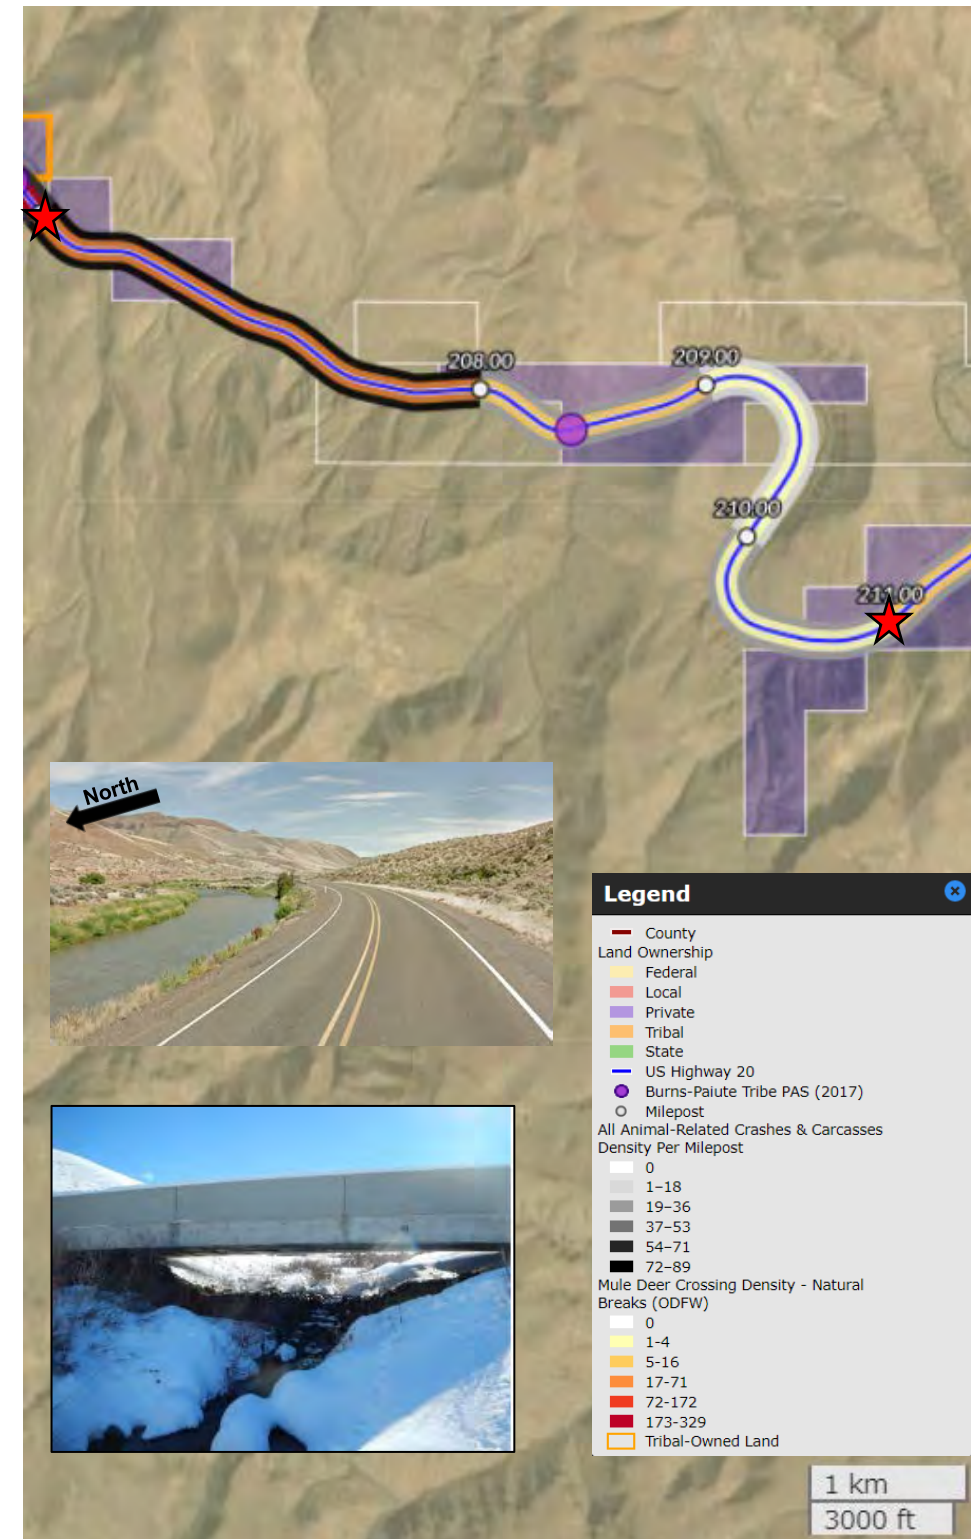 208.00
209.00
210.00
211.00
North
Legend
County
Land Ownership
Federal
Local
Private
Tribal
State
US Highway 20
Burns-Paiute Tribe PAS (2017)
Milepost
All Animal-Related Crashes & Carcasses
Density Per Milepost
0
1–18
19–36
37–53
54–71
72–89
Mule Deer Crossing Density - Natural
Breaks (ODFW)
0
1-4
5-16
17-71
72-172
173-329
Tribal-Owned Land
1 km
3000 ft